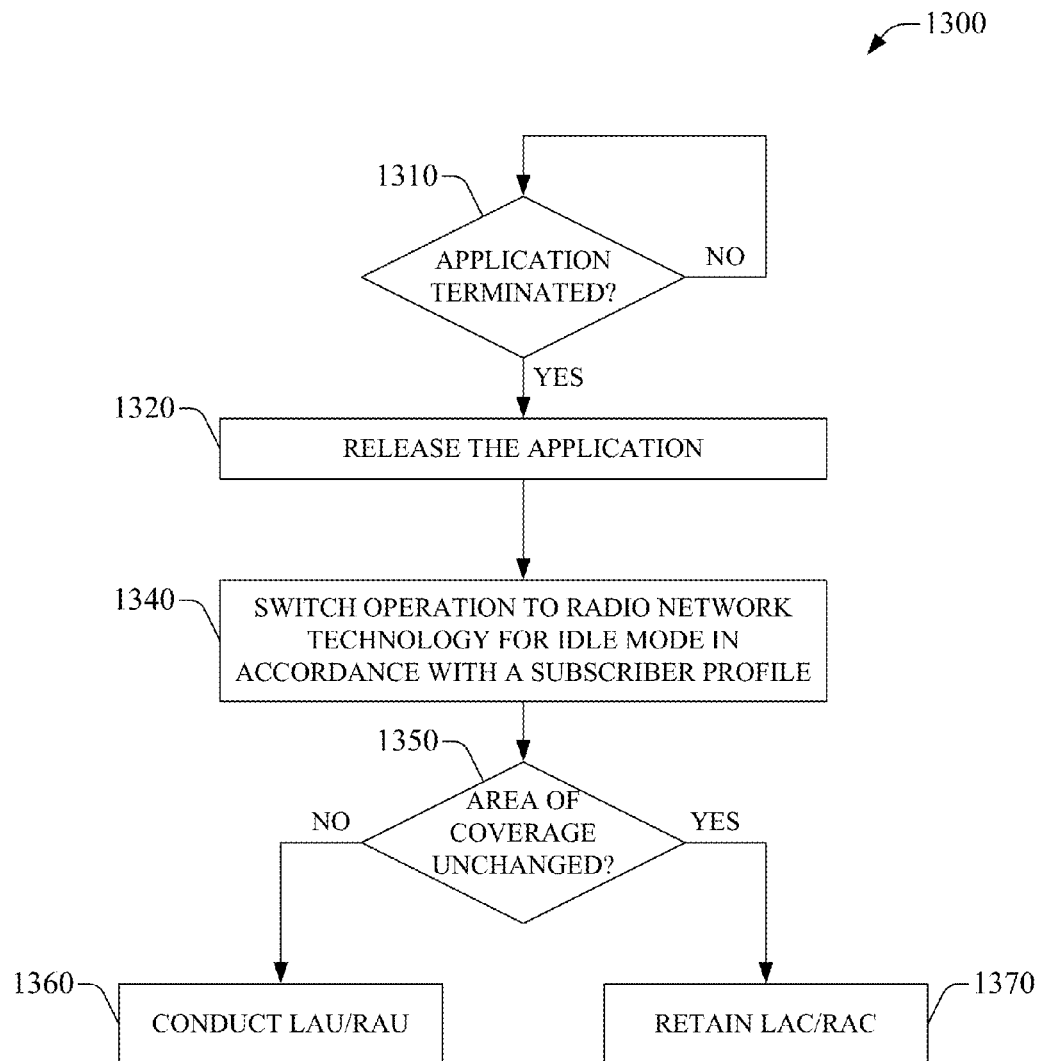 1300
1310
APPLICATION
TERMINATED?
NO
YES
1320
RELEASE THE APPLICATION
1340
SWITCH OPERATION TO RADIO NETWORK
TECHNOLOGY FOR IDLE MODE IN
ACCORDANCE WITH A SUBSCRIBER PROFILE
1350
AREA OF
COVERAGE
UNCHANGED?
NO
YES
1360
CONDUCT LAU/RAU
RETAIN LAC/RAC
1370